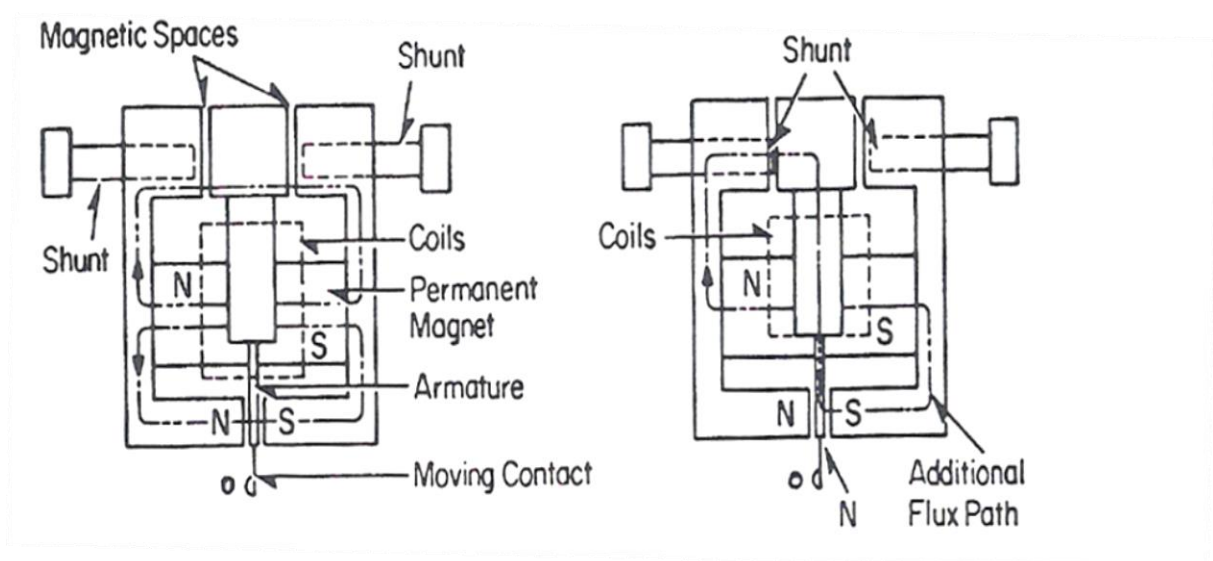 Magnetic Spaces
Shunt
Shunt
N
Coils
Permanent
Magnet
S
Armature
N
S
Moving Contact
Shunt
Coils
N
S
N
S
N
Additional
Flux Path